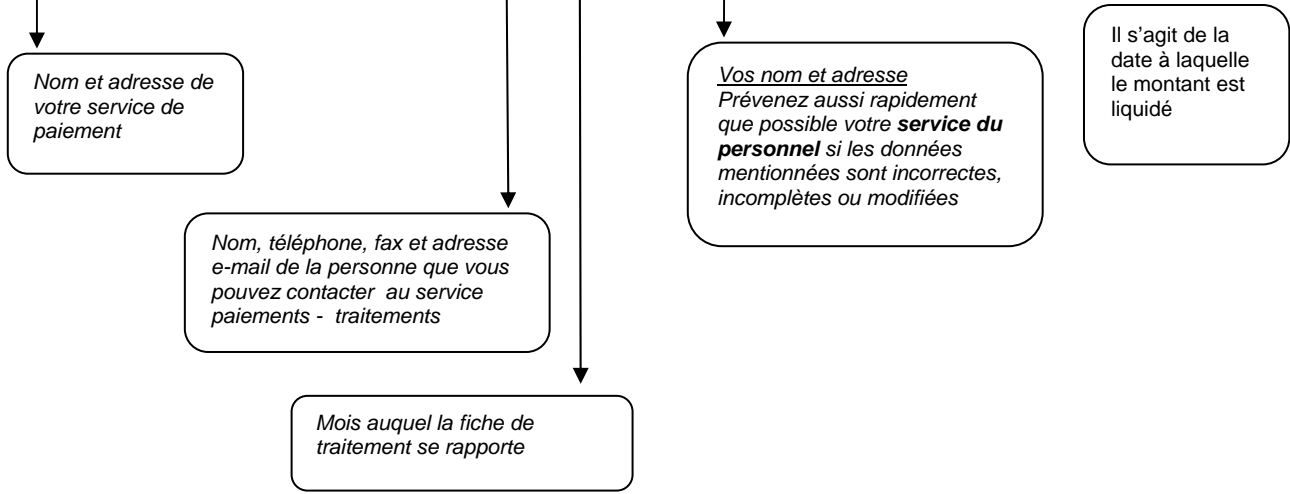 Nom et adresse de
votre service de
paiement
Vos nom et adresse
Prévenez aussi rapidement
que possible votre service du
personnel si les données
mentionnées sont incorrectes,
incomplètes ou modifiées
Il s’agit de la
date à laquelle
le montant est
liquidé
Nom, téléphone, fax et adresse
e-mail de la personne que vous
pouvez contacter au service
paiements - traitements
Mois auquel la fiche de
traitement se rapporte